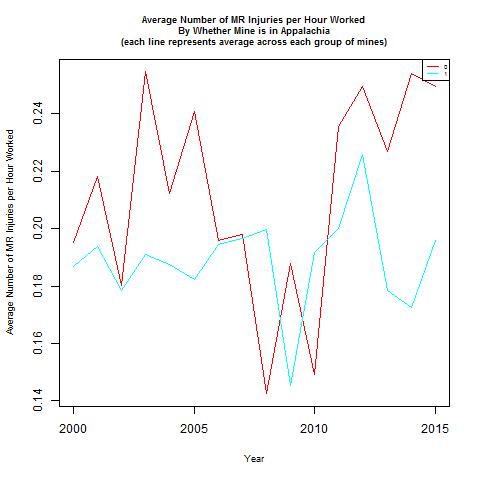 Average Number of MR Injuries per Hour Worked
By Whether Mine is in Appalachia
(each line represents average across each group of mines)
0
1
Average Number of MR Injuries per Hour Worked
0.24
0.22
0.20
0.18
0.16
0.14
2000
2005
2010
2015
Year